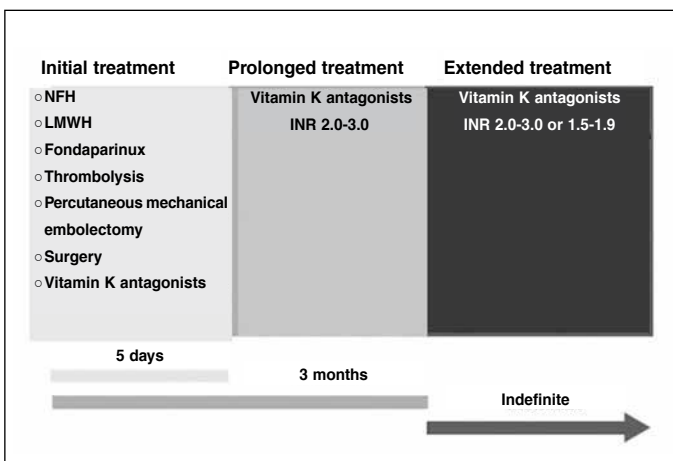 Initial treatment
○NFH
○LMWH
○Fondaparinux
○Thrombolysis
○Percutaneous mechanical
embolectomy
○Surgery
○Vitamin K antagonists
Prolonged treatment
Vitamin K antagonists
INR 2.0-3.0
Extended treatment
Vitamin K antagonists
INR 2.0-3.0 or 1.5-1.9
5 days
3 months
Indefinite